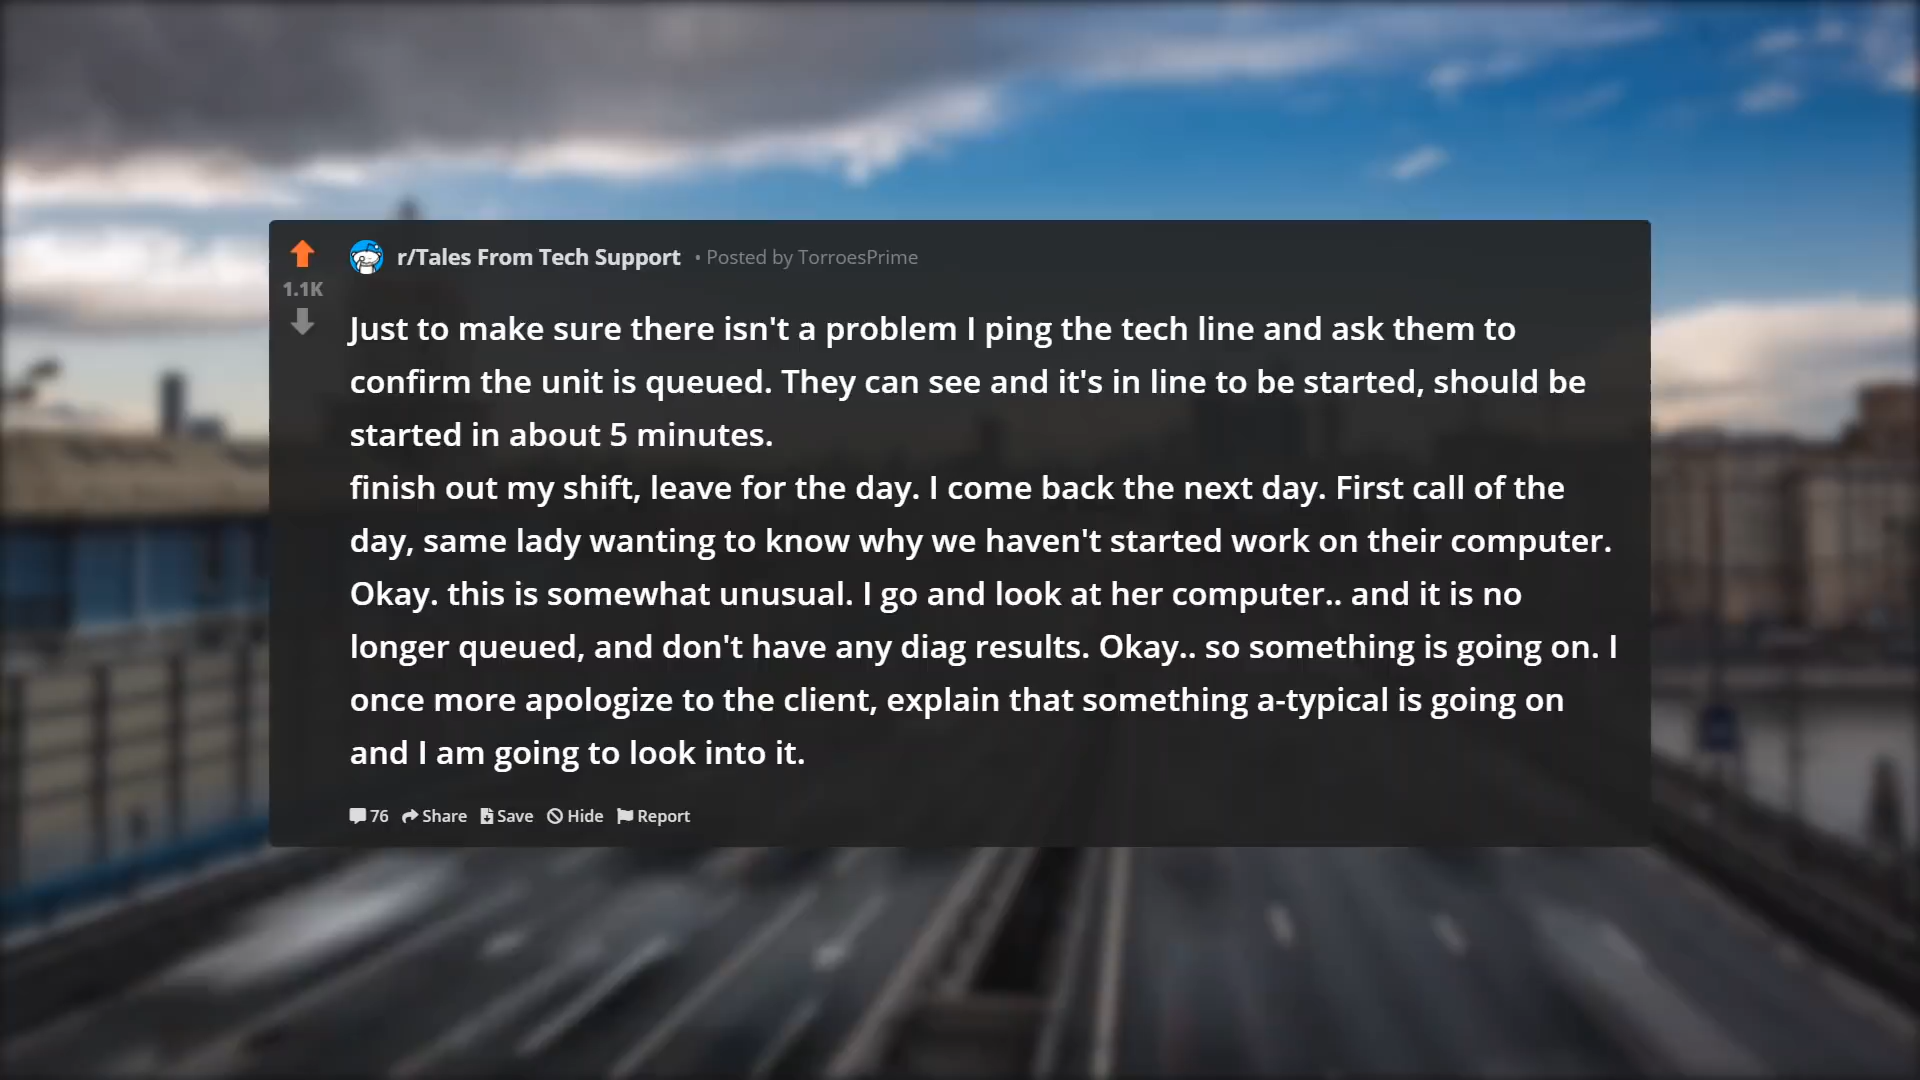 r/Tales From Tech Support • Posted by TorroesPrime
1.1K
Just to make sure there isn't a problem I ping the tech line and ask them to
confirm the unit is queued. They can see and it's in line to be started, should be
started in about 5 minutes.
finish out my shift, leave for the day. I come back the next day. First call of the
day, same lady wanting to know why we haven't started work on their computer.
Okay. this is somewhat unusual. I go and look at her computer.. and it is no
longer queued, and don't have any diag results. Okay.. so something is going on. I
once more apologize to the client, explain that something a-typical is going on
and I am going to look into it.
76 Share Save Hide Report